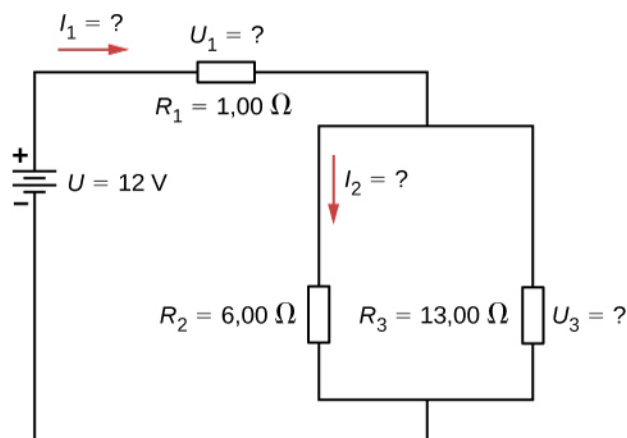 I₁ = ?
U₁ = ?
R₁ = 1,00 Ω
+
U = 12 V
-
I₂ = ?
R₂ = 6,00 Ω
R₃ = 13,00 Ω
U₃ = ?